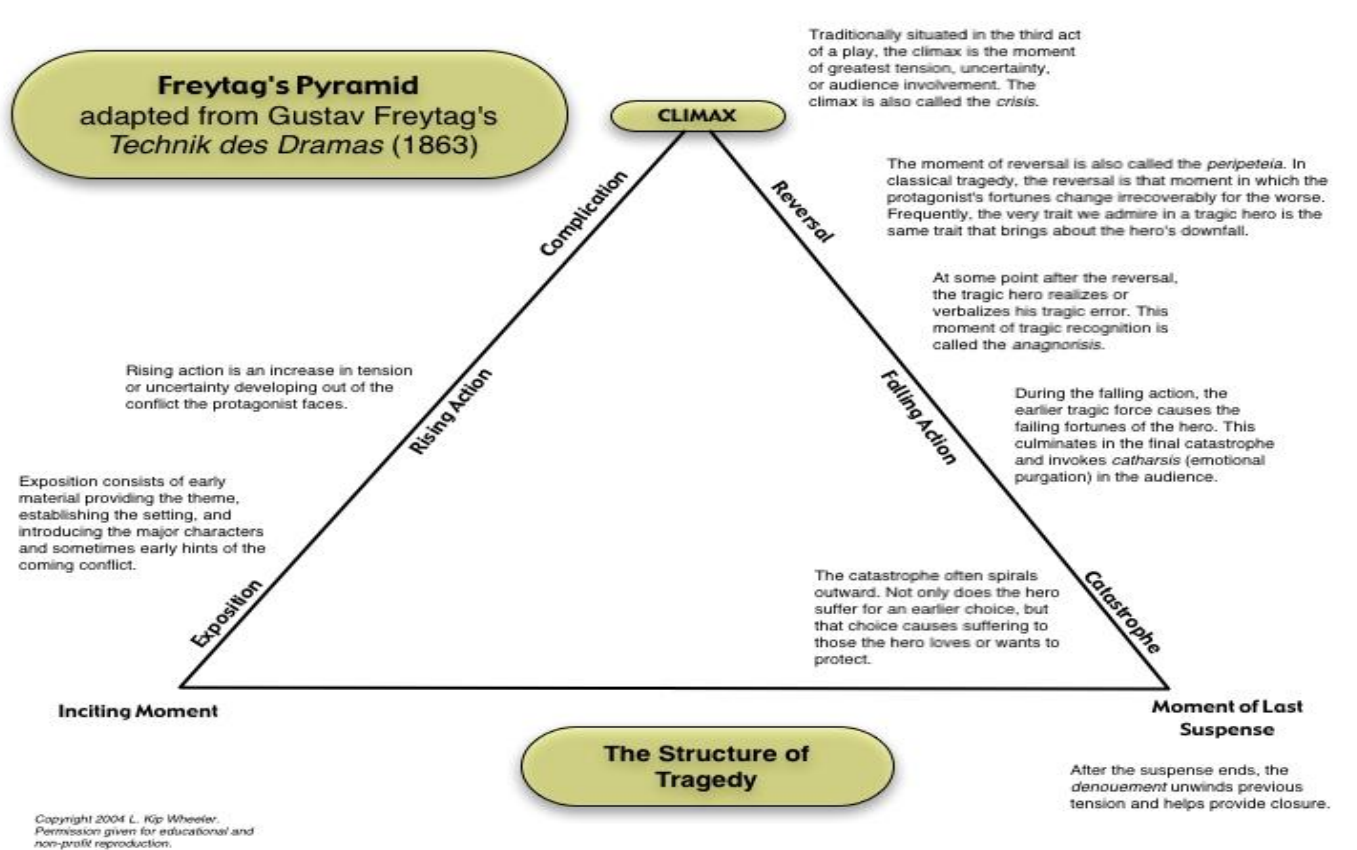 Freytag's Pyramid
adapted from Gustav Freytag's
Technik des Dramas (1863)
Traditionally situated in the third act
of a play, the climax is the moment
of greatest tension, uncertainty,
or audience involvement. The
climax is also called the crisis.
CLIMAX
Complication
Reversal
The moment of reversal is also called the peripeteia. In
classical tragedy, the reversal is that moment in which the
protagonist's fortunes change irrecoverably for the worse.
Frequently, the very trait we admire in a tragic hero is the
same trait that brings about the hero's downfall.
At some point after the reversal,
the tragic hero realizes or
verbalizes his tragic error. This
moment of tragic recognition is
called the anagnorisis.
Rising action is an increase in tension
or uncertainty developing out of the
conflict the protagonist faces.
Rising Action
Falling Action
During the falling action, the
earlier tragic force causes the
failing fortunes of the hero. This
culminates in the final catastrophe
and invokes catharsis (emotional
purgation) in the audience.
Exposition consists of early
material providing the theme,
establishing the setting, and
introducing the major characters
and sometimes early hints of the
coming conflict.
Exposition
The catastrophe often spirals
outward. Not only does the hero
suffer for an earlier choice, but
that choice causes suffering to
those the hero loves or wants to
protect.
Catastrophe
Inciting Moment
Moment of Last
Suspense
The Structure of
Tragedy
After the suspense ends, the
denouement unwinds previous
tension and helps provide closure.
Copyright 2004 L. Kip Wheeler.
Permission given for educational and
non-profit reproduction.